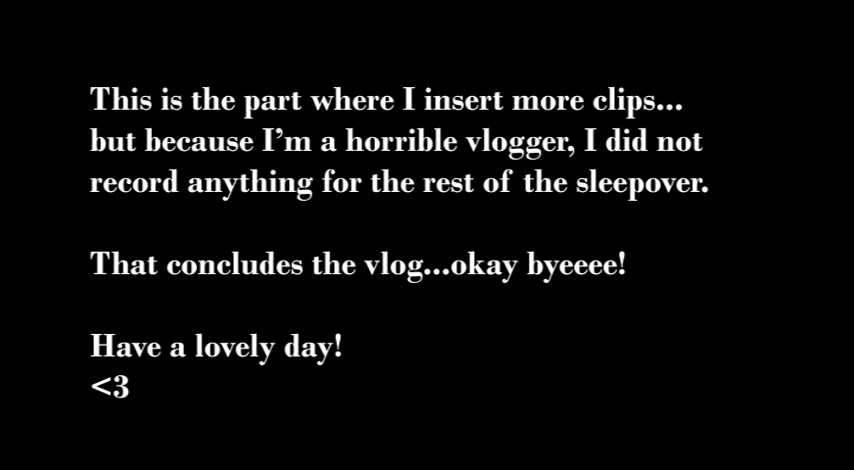 This is the part where I insert more clips...
but because I’m a horrible vlogger, I did not
record anything for the rest of the sleepover.
That concludes the vlog...okay byeeee!
Have a lovely day!
<3